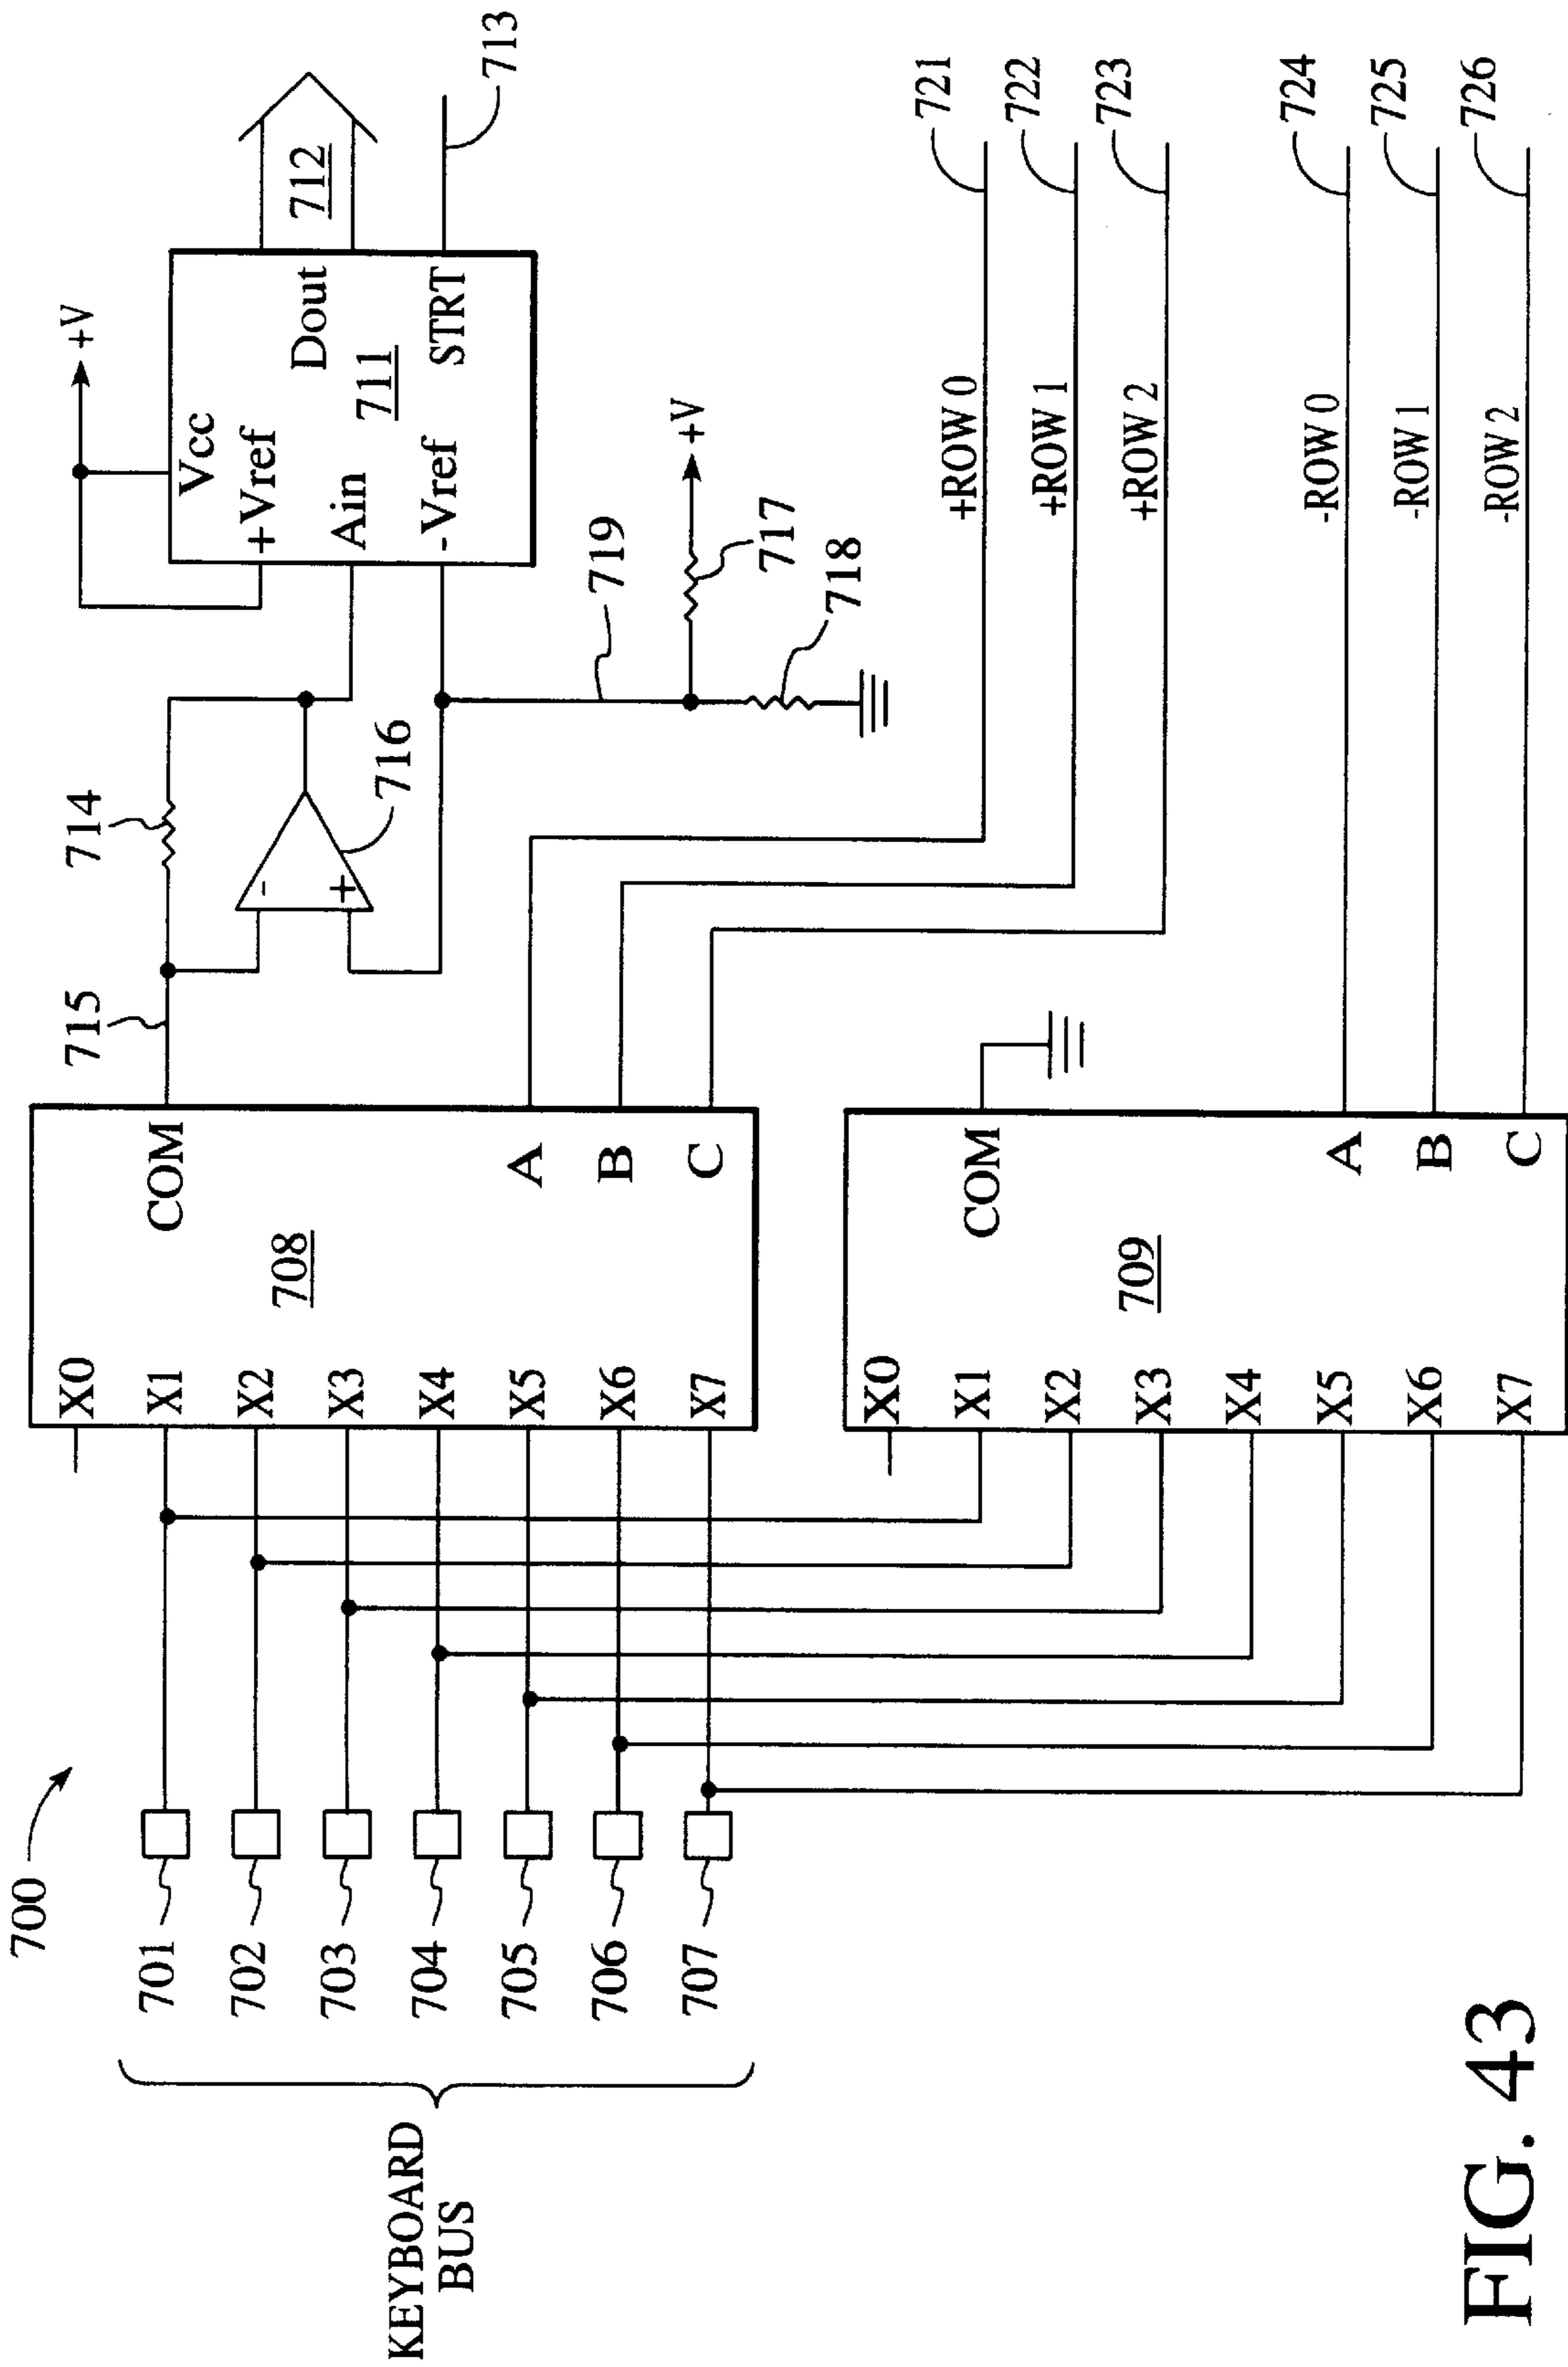 700
701
702
703
704
705
706
707
KEYBOARD
BUS
X0
X1
X2
X3
X4
X5
X6
X7
708
COM
A
B
C
X0
X1
X2
X3
X4
X5
X6
X7
709
COM
A
B
C
715
714
-
+
716
+V
Vcc
+Vref
Ain
-Vref
Dout
711
STRT
712
713
719
+V
717
718
+ROW 0
+ROW 1
+ROW 2
-ROW 0
-ROW 1
-ROW 2
721
722
723
724
725
726
FIG. 43